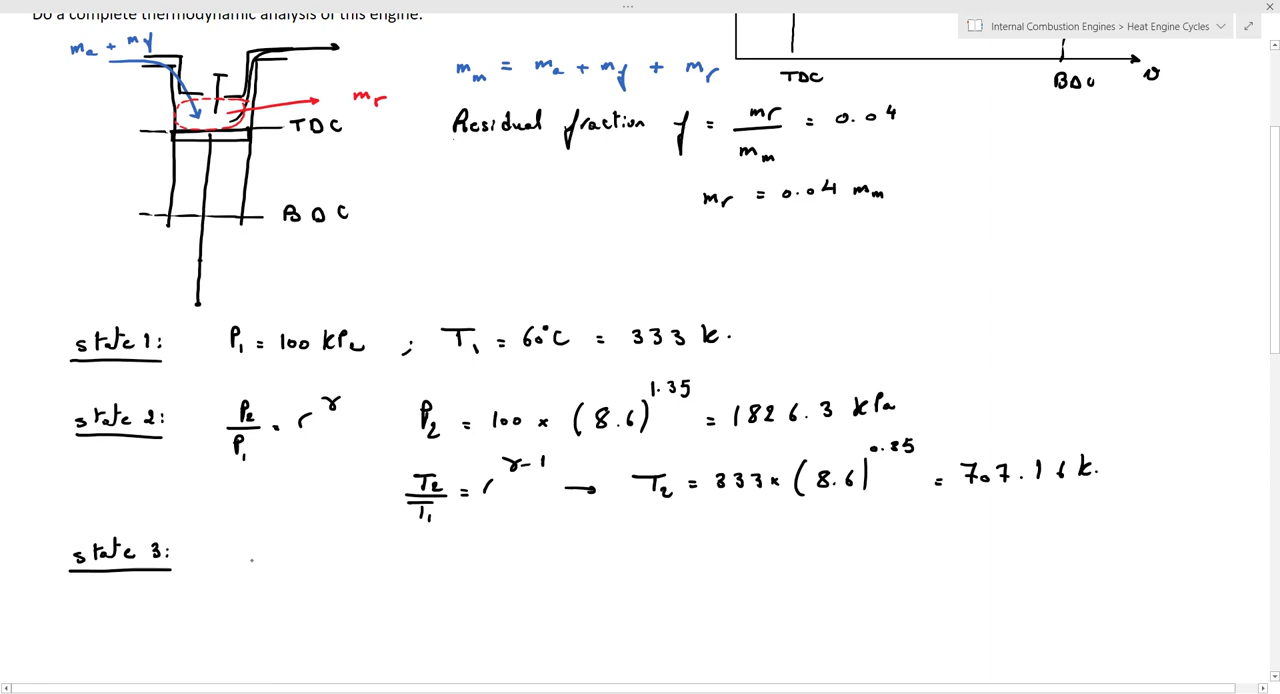 Do a complete thermodynamic analysis of this engine.
Internal Combustion Engines > Heat Engine Cycles
ma + mf
mr
TDC
BDC
TDC
BDC
v
mm = ma + mf + mr
Residual fraction f = mr / mm = 0.04
mr = 0.04 mm
state 1: P1 = 100 kPa ; T1 = 60°C = 333 k.
state 2: P2/P1 = r^γ P2 = 100 × (8.6)^1.35 = 1826.3 kPa
T2/T1 = r^γ-1 → T2 = 333 × (8.6)^0.35 = 707.16 k.
state 3: